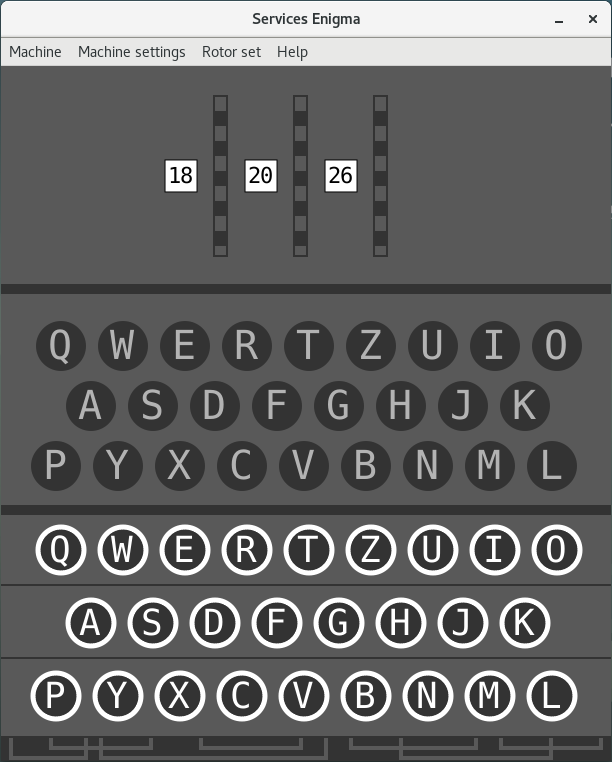 Services Enigma
Machine Machine settings Rotor set Help
18 20 26
Q W E R T Z U I O
A S D F G H J K
P Y X C V B N M L
Q W E R T Z U I O
A S D F G H J K
P Y X C V B N M L